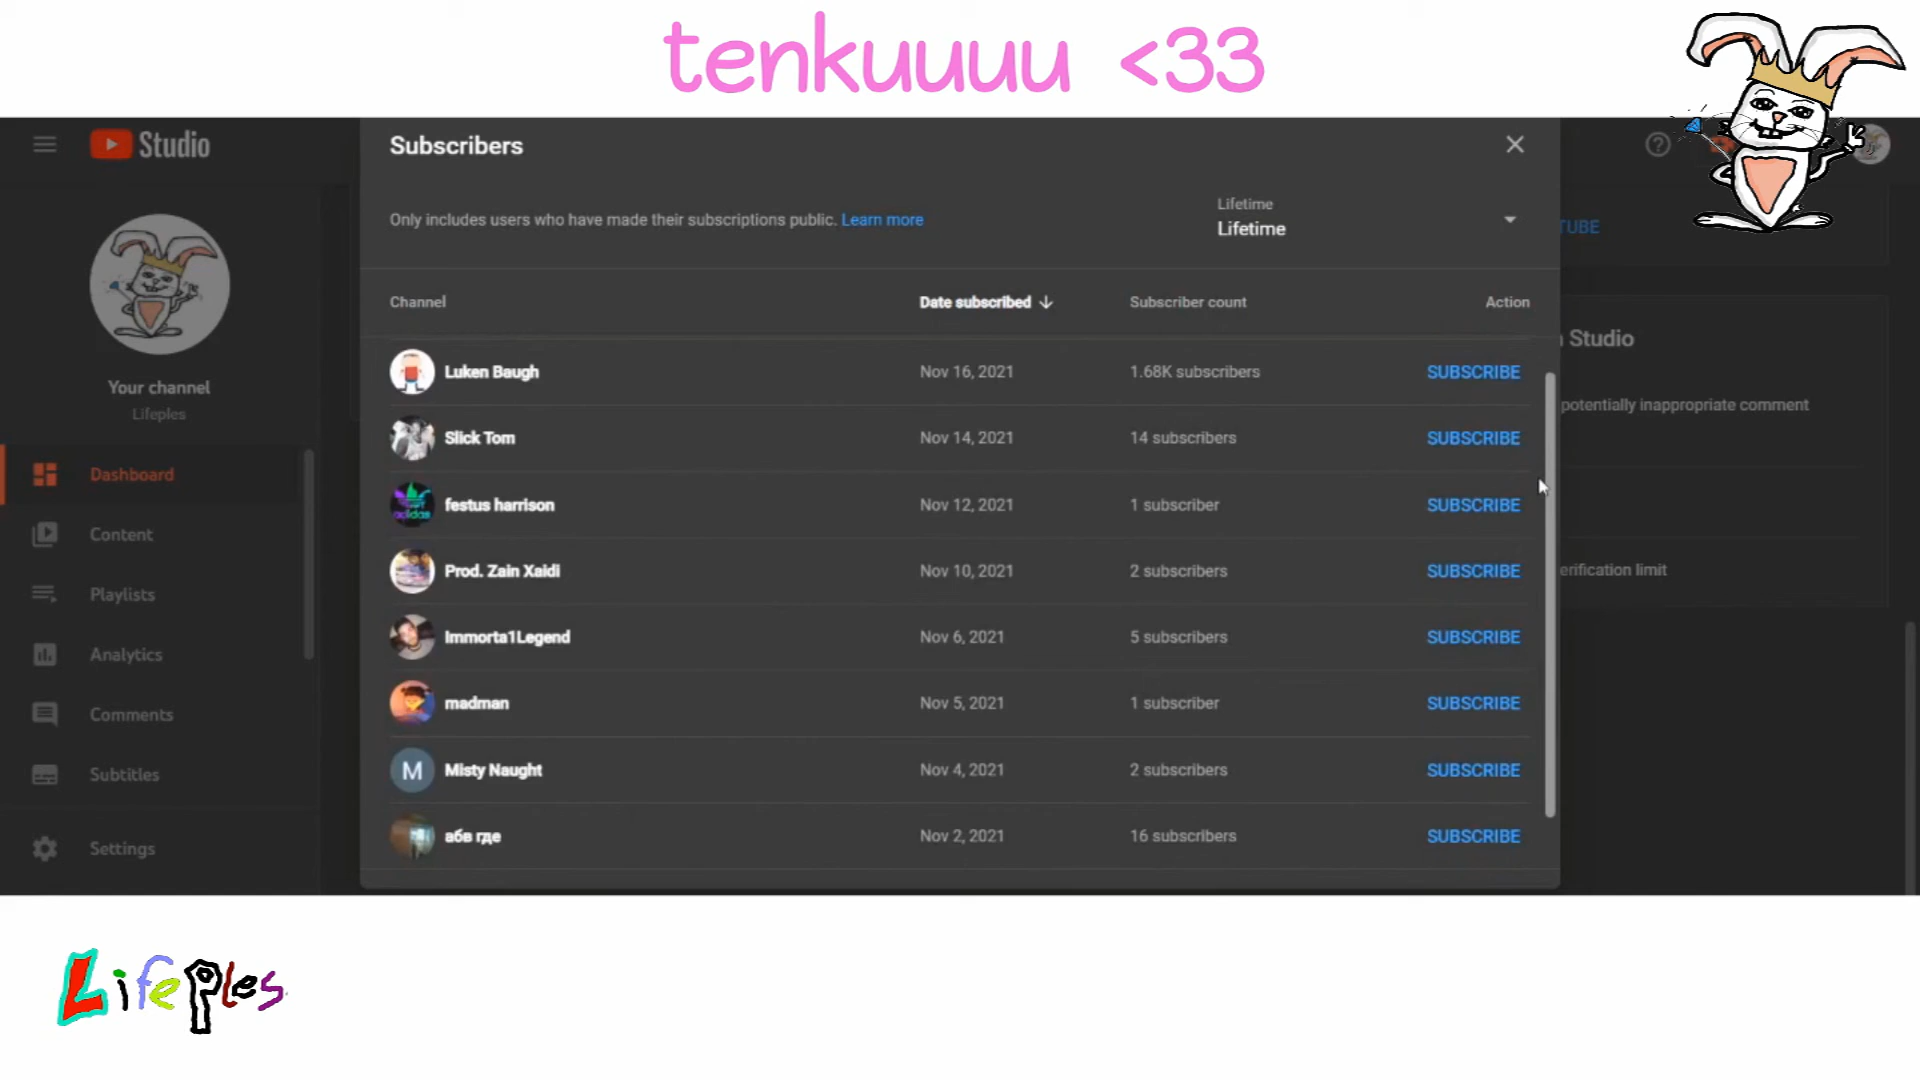 tenkuuuu <33
Studio
Subscribers
Only includes users who have made their subscriptions public. Learn more
Lifetime
Lifetime
TUBE
Channel
Date subscribed
Subscriber count
Action
Studio
Luken Baugh
Nov 16, 2021
1.68K subscribers
SUBSCRIBE
Your channel
Lifeples
potentially inappropriate comment
Slick Tom
Nov 14, 2021
14 subscribers
SUBSCRIBE
Dashboard
festus harrison
Nov 12, 2021
1 subscriber
SUBSCRIBE
Content
Prod. Zain Xaidi
Nov 10, 2021
2 subscribers
SUBSCRIBE
erification limit
Playlists
Immorta1Legend
Nov 6, 2021
5 subscribers
SUBSCRIBE
Analytics
madman
Nov 5, 2021
1 subscriber
SUBSCRIBE
Comments
M
Misty Naught
Nov 4, 2021
2 subscribers
SUBSCRIBE
Subtitles
абв где
Nov 2, 2021
16 subscribers
SUBSCRIBE
Settings
LifePles